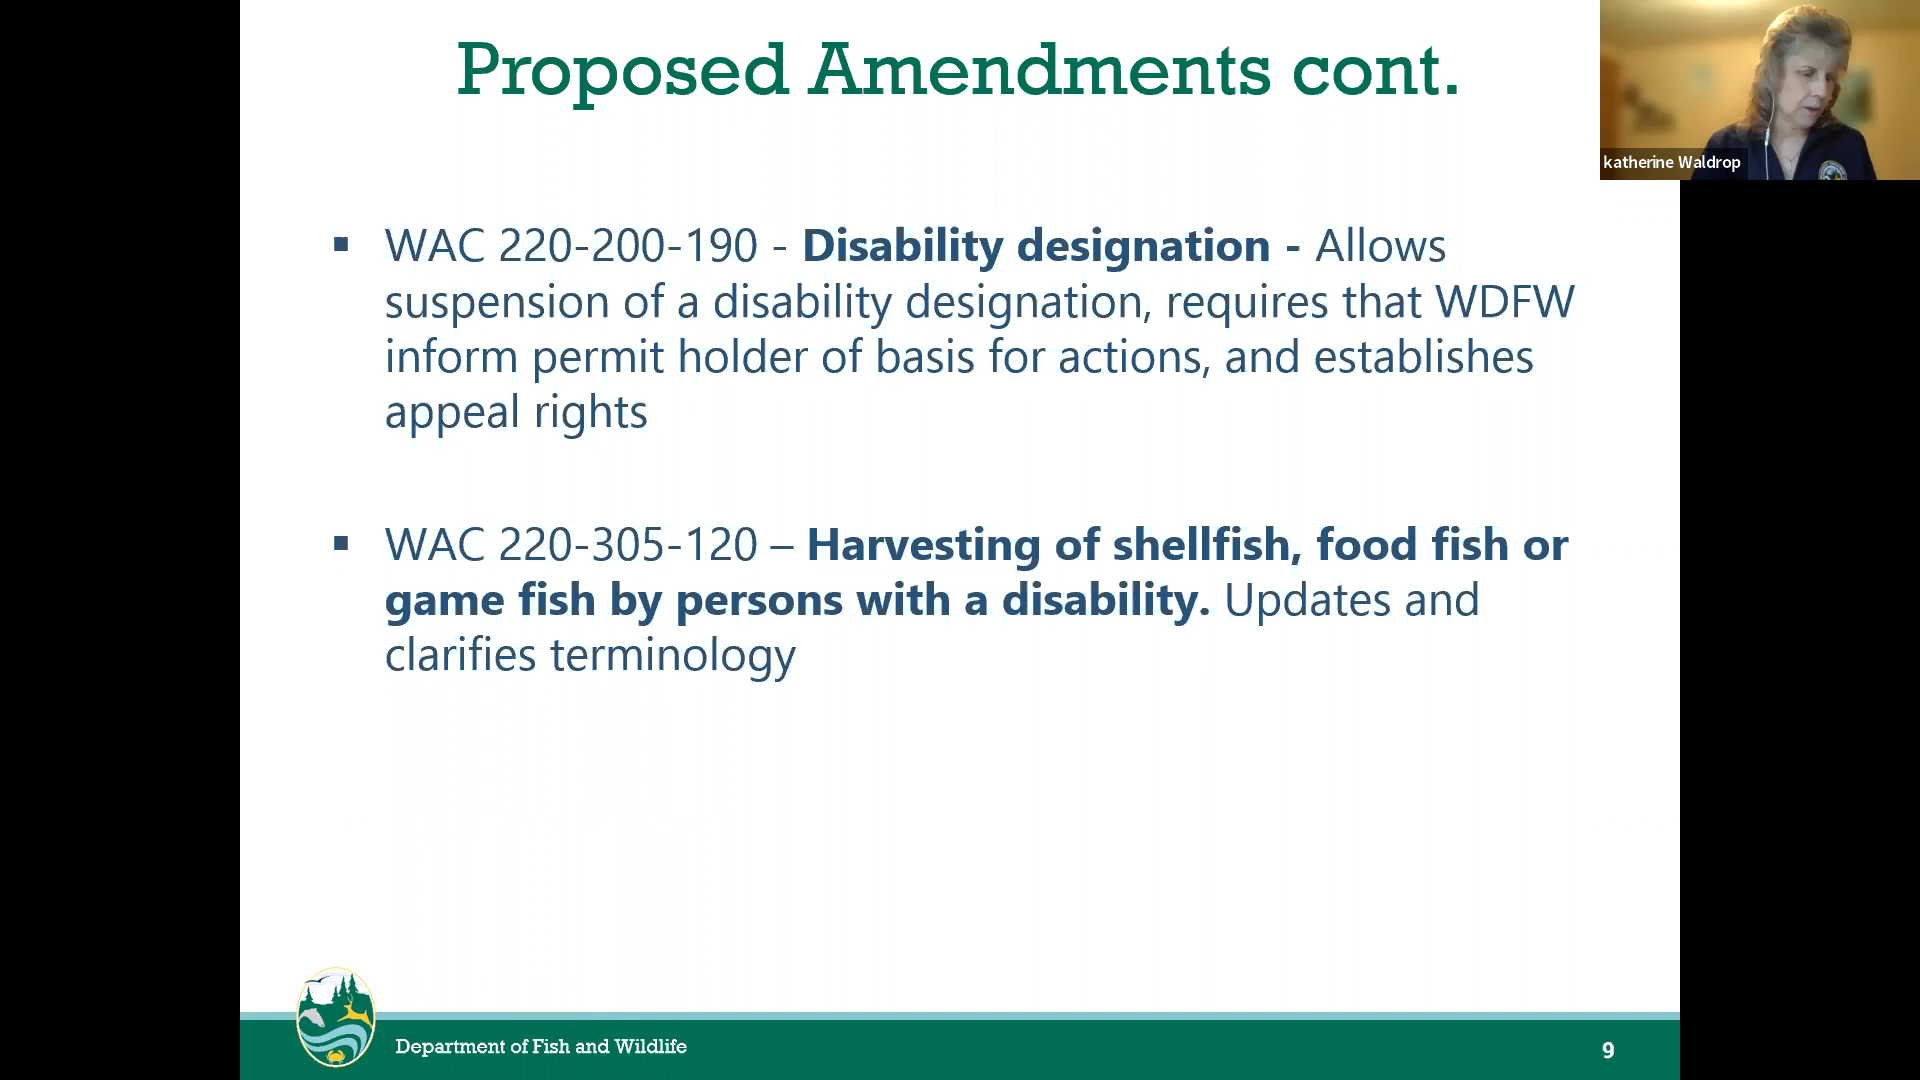 Proposed Amendments cont.
katherine Waldrop
▪ WAC 220-200-190 - Disability designation - Allows
suspension of a disability designation, requires that WDFW
inform permit holder of basis for actions, and establishes
appeal rights
▪ WAC 220-305-120 – Harvesting of shellfish, food fish or
game fish by persons with a disability. Updates and
clarifies terminology
Department of Fish and Wildlife
9